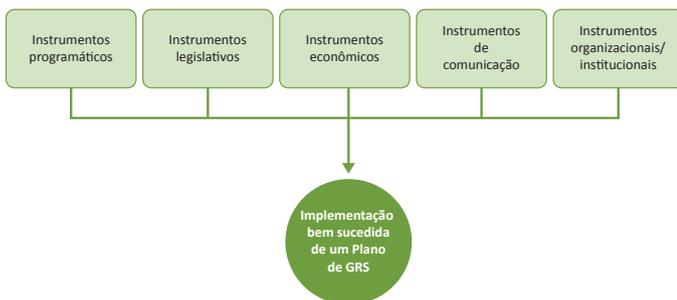 Instrumentos
programáticos
Instrumentos
legislativos
Instrumentos
econômicos
Instrumentos
de
comunicação
Instrumentos
organizacionais/
institucionais
Implementação
bem sucedida
de um Plano
de GRS